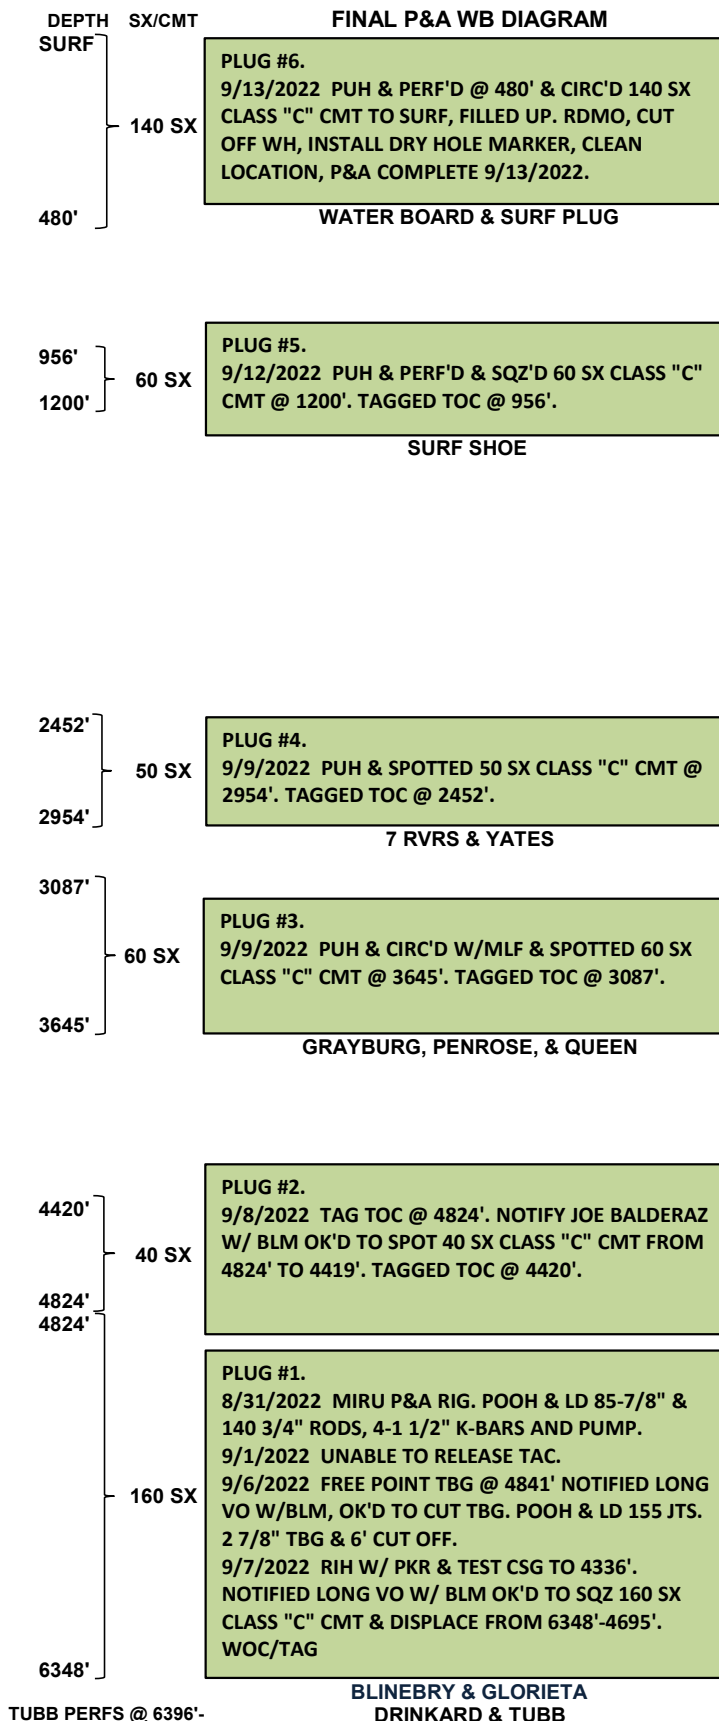 DEPTH SX/CMT FINAL P&A WB DIAGRAM
SURF
PLUG #6.
9/13/2022 PUH & PERF'D @ 480' & CIRC'D 140 SX
CLASS "C" CMT TO SURF, FILLED UP. RDMO, CUT
OFF WH, INSTALL DRY HOLE MARKER, CLEAN
LOCATION, P&A COMPLETE 9/13/2022.
140 SX
480'
WATER BOARD & SURF PLUG
PLUG #5.
9/12/2022 PUH & PERF'D & SQZ'D 60 SX CLASS "C"
CMT @ 1200'. TAGGED TOC @ 956'.
956'
60 SX
1200'
SURF SHOE
2452'
PLUG #4.
9/9/2022 PUH & SPOTTED 50 SX CLASS "C" CMT @
2954'. TAGGED TOC @ 2452'.
50 SX
2954'
7 RVRS & YATES
3087'
PLUG #3.
9/9/2022 PUH & CIRC'D W/MLF & SPOTTED 60 SX
CLASS "C" CMT @ 3645'. TAGGED TOC @ 3087'.
60 SX
3645'
GRAYBURG, PENROSE, & QUEEN
PLUG #2.
9/8/2022 TAG TOC @ 4824'. NOTIFY JOE BALDERAZ
W/ BLM OK'D TO SPOT 40 SX CLASS "C" CMT FROM
4824' TO 4419'. TAGGED TOC @ 4420'.
4420'
40 SX
4824'
4824'
PLUG #1.
8/31/2022 MIRU P&A RIG. POOH & LD 85-7/8" &
140 3/4" RODS, 4-1 1/2" K-BARS AND PUMP.
9/1/2022 UNABLE TO RELEASE TAC.
9/6/2022 FREE POINT TBG @ 4841' NOTIFIED LONG
VO W/BLM, OK'D TO CUT TBG. POOH & LD 155 JTS.
2 7/8" TBG & 6' CUT OFF.
9/7/2022 RIH W/ PKR & TEST CSG TO 4336'.
NOTIFIED LONG VO W/ BLM OK'D TO SQZ 160 SX
CLASS "C" CMT & DISPLACE FROM 6348'-4695'.
WOC/TAG
160 SX
6348'
BLINEBRY & GLORIETA
TUBB PERFS @ 6396'-
DRINKARD & TUBB